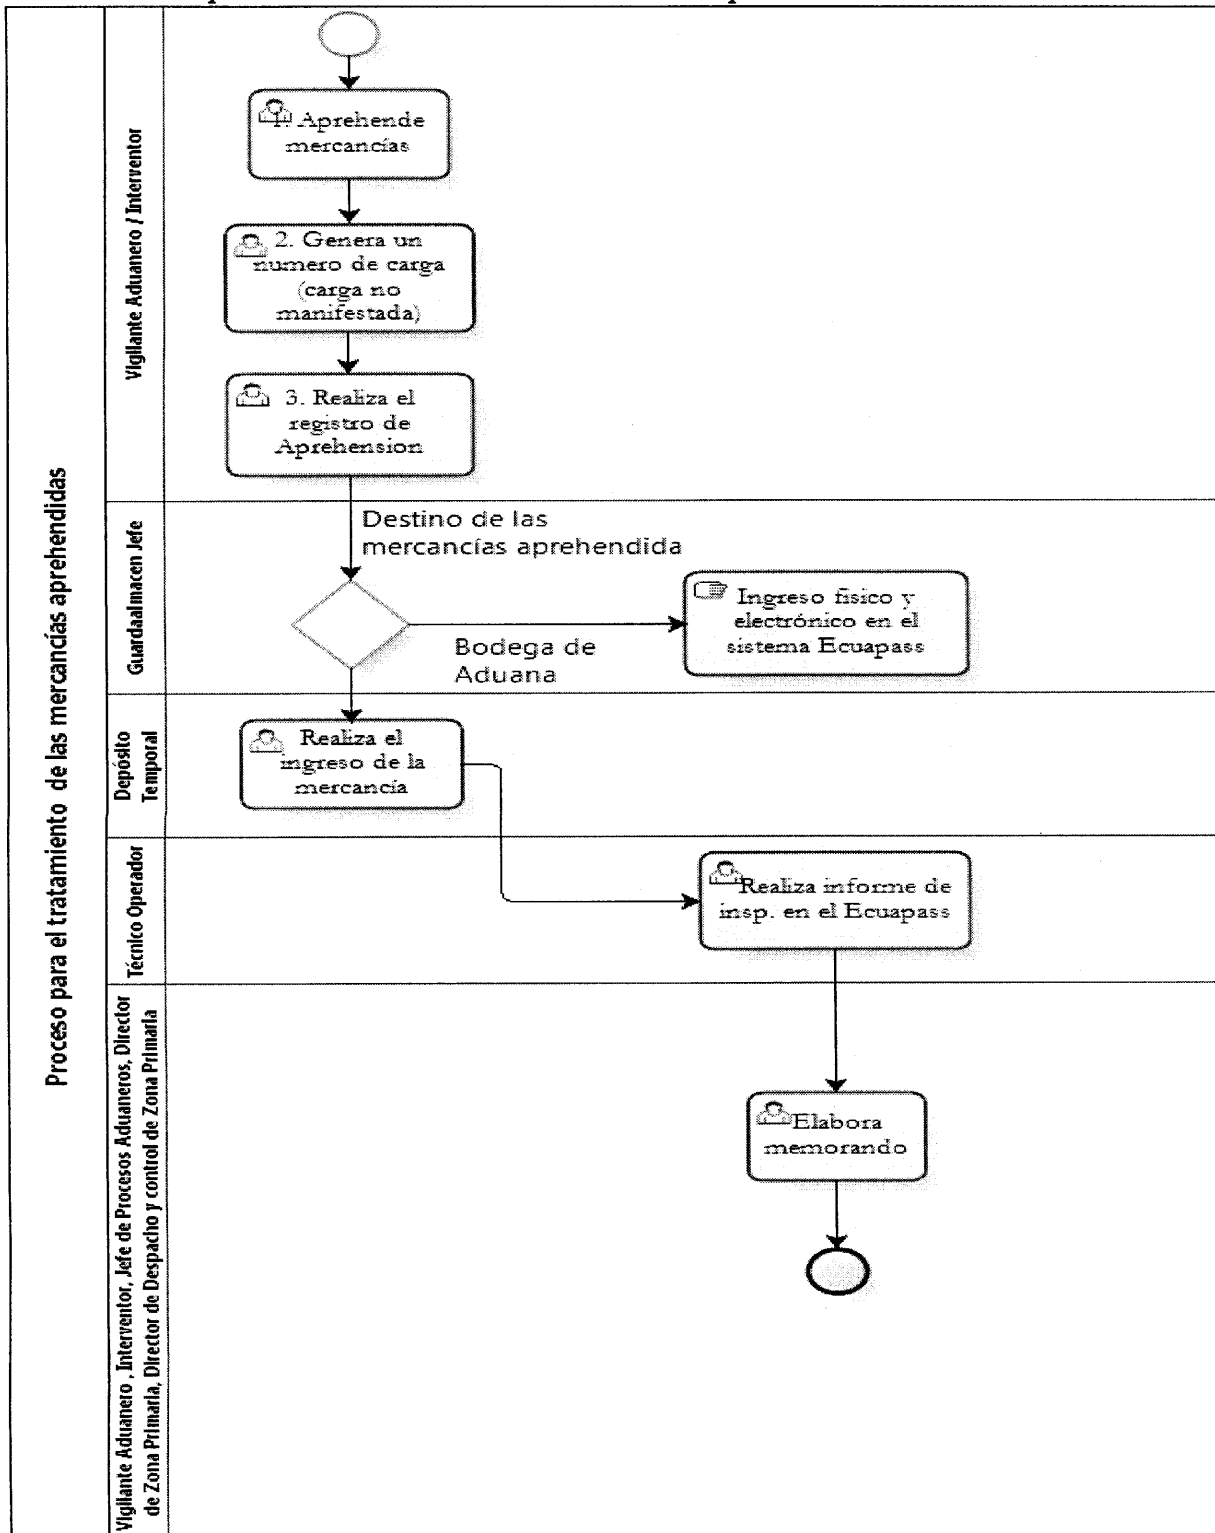 Proceso para el tratamiento de las mercancías aprehendidas
Vigilante Aduanero / Interventor
1. Aprehende
mercancías
2. Genera un
numero de carga
(carga no
manifestada)
3. Realiza el
registro de
Aprehension
Guardaalmacen Jefe
Destino de las
mercancías aprehendida
Bodega de
Aduana
Ingreso físico y
electrónico en el
sistema Ecuapass
Depósito
Temporal
Realiza el
ingreso de la
mercancía
Técnico Operador
Realiza informe de
insp. en el Ecuapass
Vigilante Aduanero , Interventor, Jefe de Procesos Aduaneros, Director
de Zona Primaria, Director de Despacho y control de Zona Primaria
Elabora
memorando